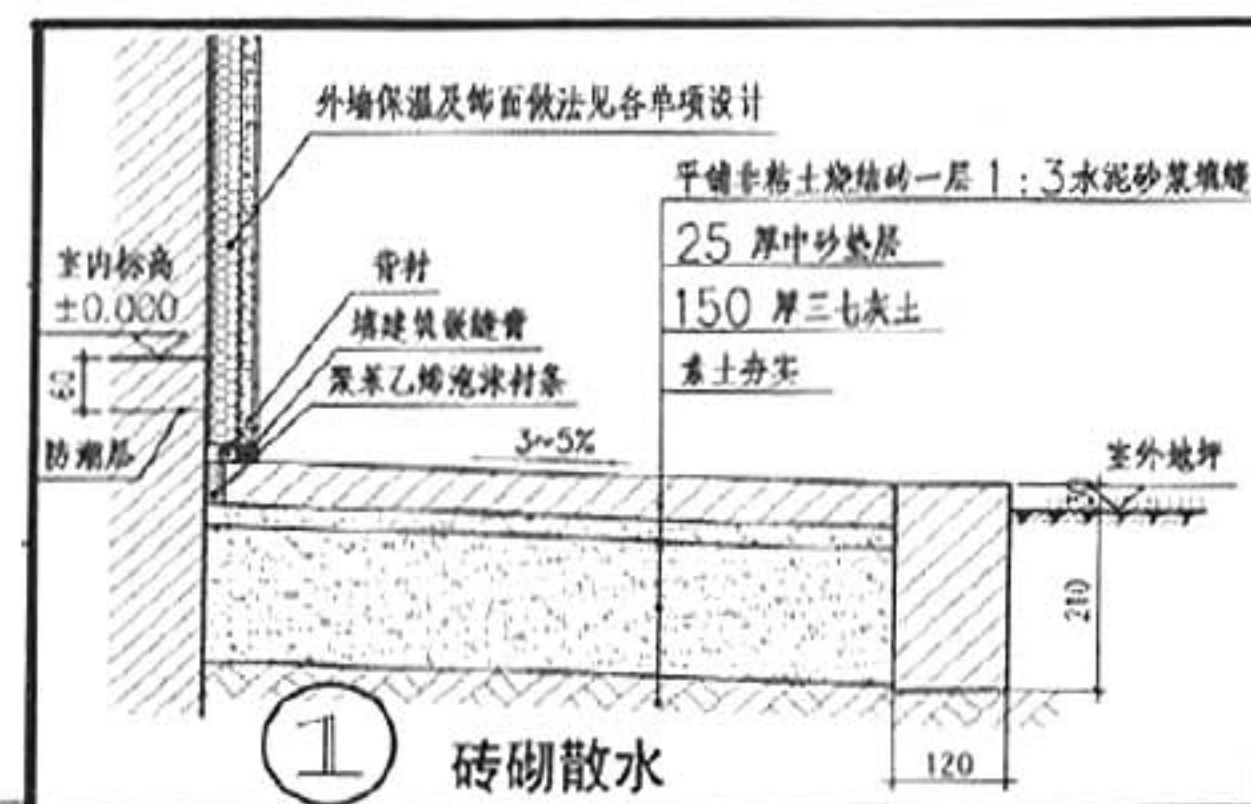 外墙保温及饰面做法见各单项设计
平铺非粘土烧结砖一层 1:3水泥砂浆填缝
25 厚中砂垫层
150 厚三七灰土
素土夯实
室内标高
±0.000
60
防潮层
背衬
填建筑嵌缝膏
聚苯乙烯泡沫衬条
3~5%
室外地坪
30
210
120
1 砖砌散水